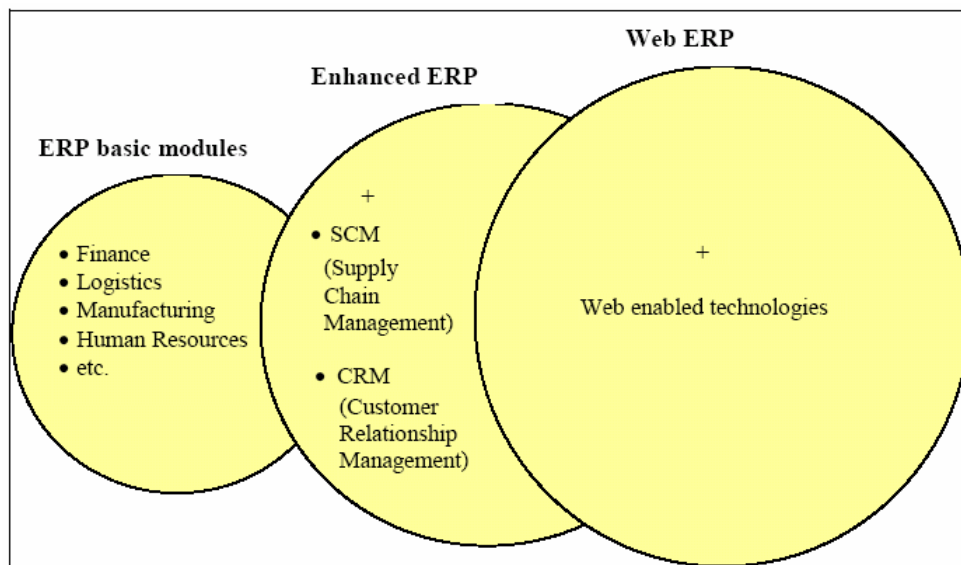 Web ERP
Enhanced ERP
ERP basic modules
• Finance
• Logistics
• Manufacturing
• Human Resources
• etc.
+
• SCM
(Supply
Chain
Management)
• CRM
(Customer
Relationship
Management)
+
Web enabled technologies